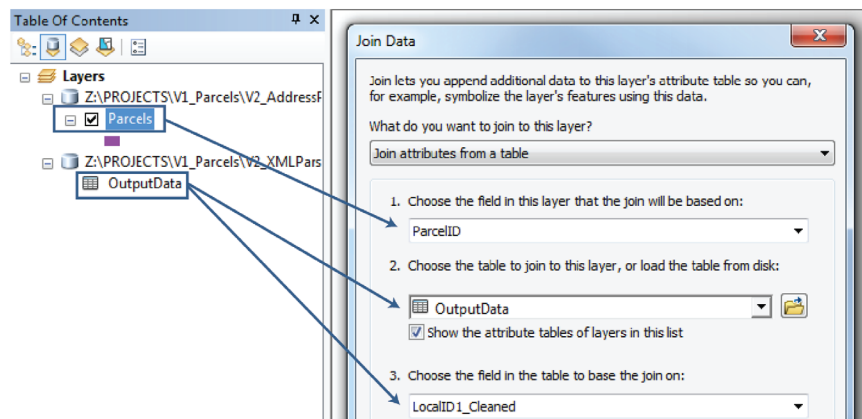 Table Of Contents
Layers
Z:\PROJECTS\V1_Parcels\V2_AddressF
Parcels
Z:\PROJECTS\V1_Parcels\V2_XMLPars
OutputData
Join Data
Join lets you append additional data to this layer's attribute table so you can,
for example, symbolize the layer's features using this data.
What do you want to join to this layer?
Join attributes from a table
1. Choose the field in this layer that the join will be based on:
ParcelID
2. Choose the table to join to this layer, or load the table from disk:
OutputData
Show the attribute tables of layers in this list
3. Choose the field in the table to base the join on:
LocalID1_Cleaned